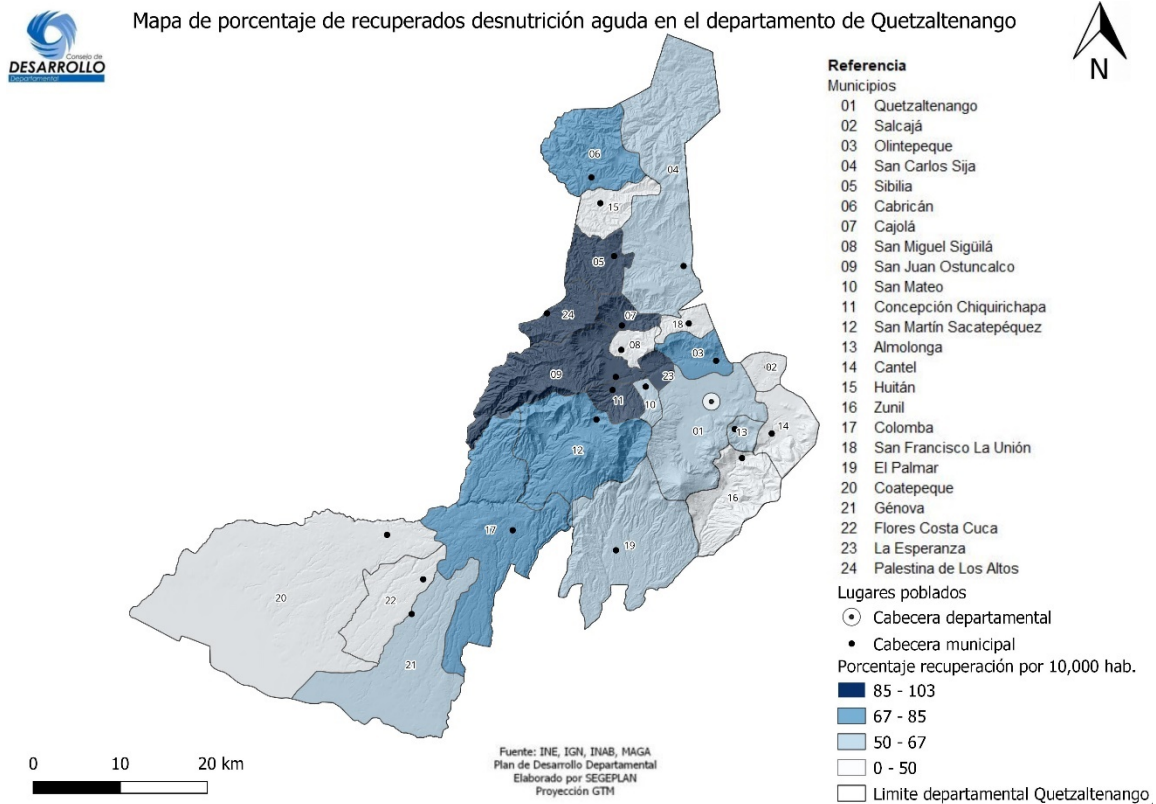 Mapa de porcentaje de recuperados desnutrición aguda en el departamento de Quetzaltenango
Consejo de
DESARROLLO
Departamental
N
Referencia
Municipios
01 Quetzaltenango
02 Salcajá
03 Olintepeque
04 San Carlos Sija
05 Sibilia
06 Cabricán
07 Cajolá
08 San Miguel Sigüilá
09 San Juan Ostuncalco
10 San Mateo
11 Concepción Chiquirichapa
12 San Martín Sacatepéquez
13 Almolonga
14 Cantel
15 Huitán
16 Zunil
17 Colomba
18 San Francisco La Unión
19 El Palmar
20 Coatepeque
21 Génova
22 Flores Costa Cuca
23 La Esperanza
24 Palestina de Los Altos
Lugares poblados
Cabecera departamental
Cabecera municipal
Porcentaje recuperación por 10,000 hab.
85 - 103
67 - 85
50 - 67
0 - 50
Limite departamental Quetzaltenango
06
04
15
05
24
07
18
08
03
09
23
02
11
10
01
13
14
12
16
17
19
20
22
21
0 10 20 km
Fuente: INE, IGN, INAB, MAGA
Plan de Desarrollo Departamental
Elaborado por SEGEPLAN
Proyección GTM